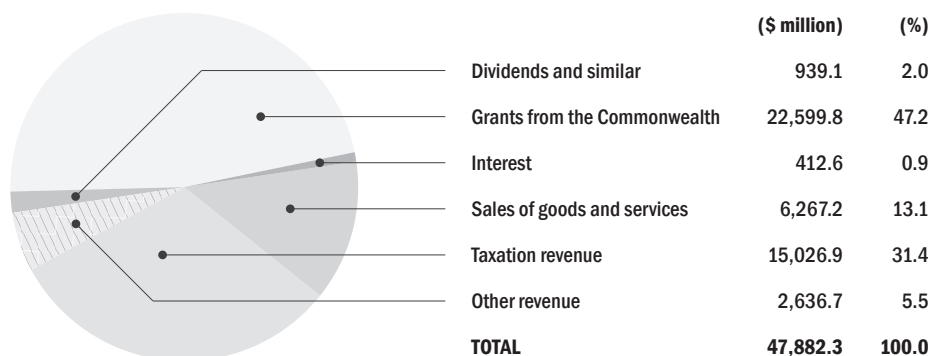 ($ million) (%)
Dividends and similar 939.1 2.0
Grants from the Commonwealth 22,599.8 47.2
Interest 412.6 0.9
Sales of goods and services 6,267.2 13.1
Taxation revenue 15,026.9 31.4
Other revenue 2,636.7 5.5
TOTAL 47,882.3 100.0